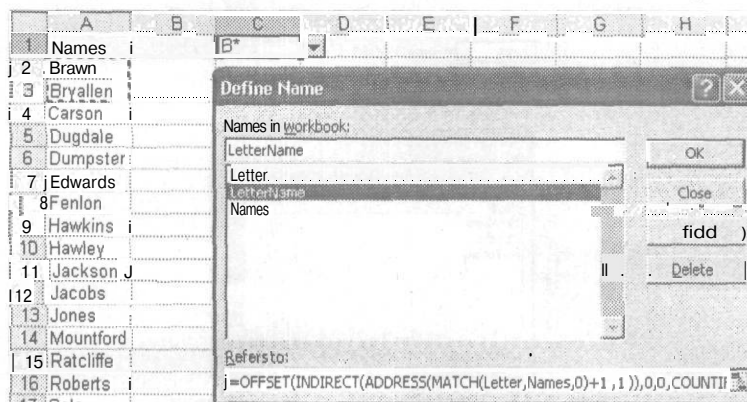 A B C D E F G H
1 Names B*
2 Brawn
3 Bryallen
4 Carson
5 Dugdale
6 Dumpster
7 Edwards
8 Fenlon
9 Hawkins
10 Hawley
11 Jackson
12 Jacobs
13 Jones
14 Mountford
15 Ratcliffe
16 Roberts
Define Name
Names in workbook:
LetterName
Letter
LetterName
Names
OK
Close
fidd )
Delete
Refers to:
=OFFSET(INDIRECT(ADDRESS(MATCH(Letter,Names,0)+1 ,1 )),0,0,COUNTIF